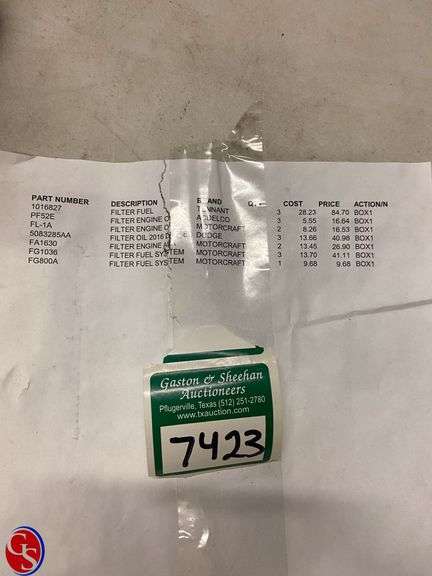 PART NUMBER DESCRIPTION BRAND COST PRICE ACTION/N
1016827 FILTER FUEL TENNANT 3 28.23 84.70 BOX1
PF52E FILTER ENGINE ACDELCO 3 5.55 16.64 BOX1
FL-1A FILTER ENGINE MOTORCRAFT 2 8.26 16.53 BOX1
5083285AA FILTER OIL 2016 DODGE 3 13.66 40.98 BOX1
FA1630 FILTER ENGINE MOTORCRAFT 2 13.45 26.90 BOX1
FG1036 FILTER FUEL SYSTEM MOTORCRAFT 3 13.70 41.11 BOX1
FG800A FILTER FUEL SYSTEM MOTORCRAFT 1 9.68 9.68 BOX1
Gaston & Sheehan
Auctioneers
Pflugerville, Texas (512) 251-2780
www.txauction.com
7423
GS